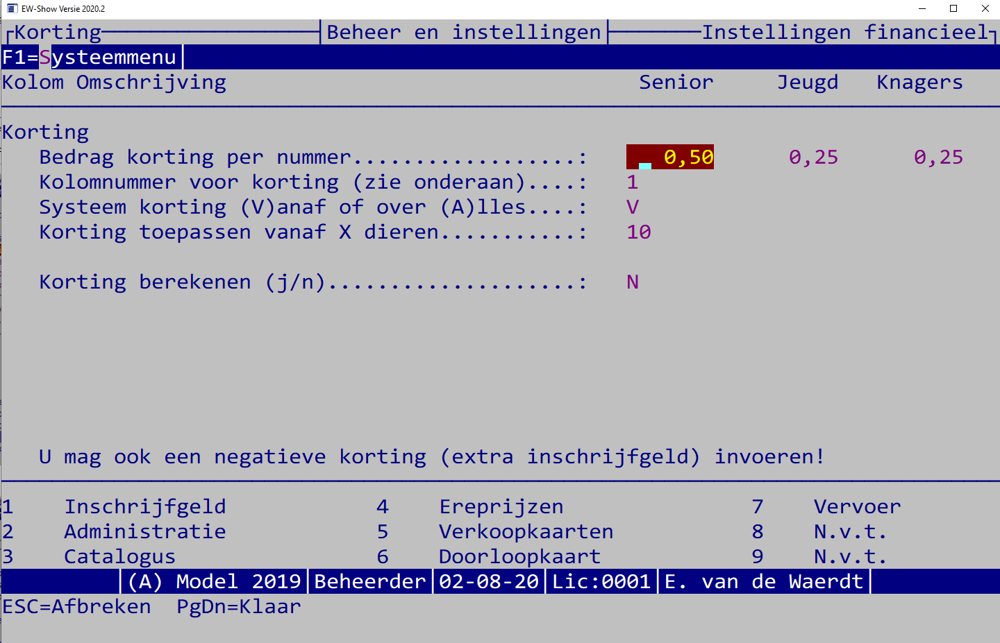 EW-Show Versie 2020.2
Korting Beheer en instellingen Instellingen financieel
F1=Systeemmenu
Kolom Omschrijving Senior Jeugd Knagers
Korting
Bedrag korting per nummer..................: 0,50 0,25 0,25
Kolomnummer voor korting (zie onderaan)....: 1
Systeem korting (V)anaf of over (A)lles....: V
Korting toepassen vanaf X dieren...........: 10
Korting berekenen (j/n)....................: N
U mag ook een negatieve korting (extra inschrijfgeld) invoeren!
1 Inschrijfgeld 4 Ereprijzen 7 Vervoer
2 Administratie 5 Verkoopkaarten 8 N.v.t.
3 Catalogus 6 Doorloopkaart 9 N.v.t.
(A) Model 2019 Beheerder 02-08-20 Lic:0001 E. van de Waerdt
ESC=Afbreken PgDn=Klaar